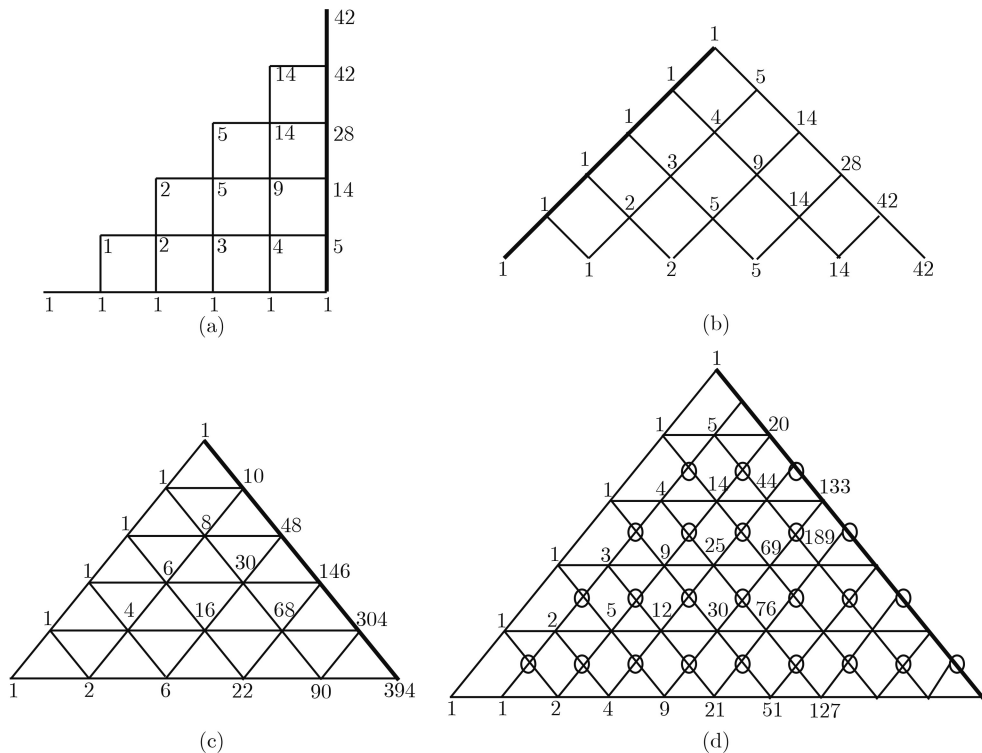 42
14 42
5 14 28
2 5 9 14
1 2 3 4 5
1 1 1 1 1 1
(a)
1
1 5
1 4 14
1 3 9 28
1 2 5 14 42
1 1 2 5 14 42
(b)
1
1 10
1 8 48
1 6 30 146
1 4 16 68 304
1 2 6 22 90 394
(c)
1
1 5 20
1 4 14 44 133
1 3 9 25 69 189
1 2 5 12 30 76
1 1 2 4 9 21 51 127
(d)